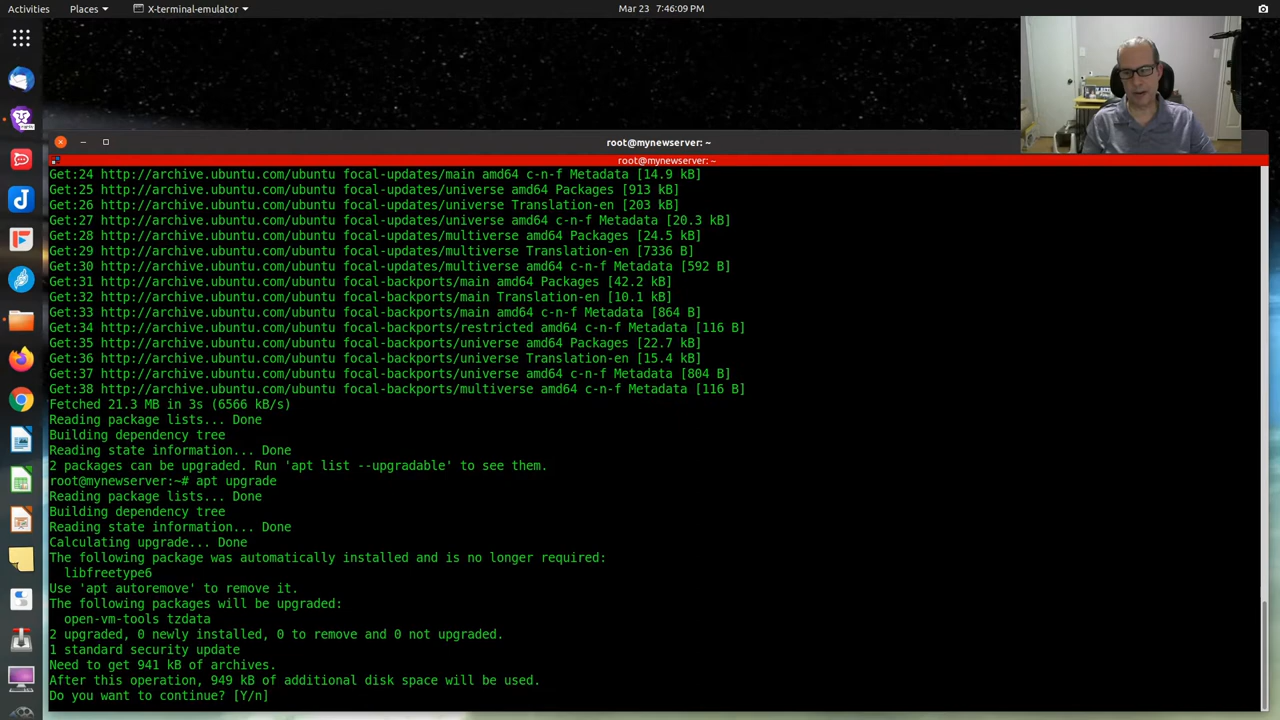 Activities Places X-terminal-emulator Mar 23 7:46:09 PM
root@mynewserver: ~
root@mynewserver: ~
Get:24 http://archive.ubuntu.com/ubuntu focal-updates/main amd64 c-n-f Metadata [14.9 kB]
Get:25 http://archive.ubuntu.com/ubuntu focal-updates/universe amd64 Packages [913 kB]
Get:26 http://archive.ubuntu.com/ubuntu focal-updates/universe Translation-en [203 kB]
Get:27 http://archive.ubuntu.com/ubuntu focal-updates/universe amd64 c-n-f Metadata [20.3 kB]
Get:28 http://archive.ubuntu.com/ubuntu focal-updates/multiverse amd64 Packages [24.5 kB]
Get:29 http://archive.ubuntu.com/ubuntu focal-updates/multiverse Translation-en [7336 B]
Get:30 http://archive.ubuntu.com/ubuntu focal-updates/multiverse amd64 c-n-f Metadata [592 B]
Get:31 http://archive.ubuntu.com/ubuntu focal-backports/main amd64 Packages [42.2 kB]
Get:32 http://archive.ubuntu.com/ubuntu focal-backports/main Translation-en [10.1 kB]
Get:33 http://archive.ubuntu.com/ubuntu focal-backports/main amd64 c-n-f Metadata [864 B]
Get:34 http://archive.ubuntu.com/ubuntu focal-backports/restricted amd64 c-n-f Metadata [116 B]
Get:35 http://archive.ubuntu.com/ubuntu focal-backports/universe amd64 Packages [22.7 kB]
Get:36 http://archive.ubuntu.com/ubuntu focal-backports/universe Translation-en [15.4 kB]
Get:37 http://archive.ubuntu.com/ubuntu focal-backports/universe amd64 c-n-f Metadata [804 B]
Get:38 http://archive.ubuntu.com/ubuntu focal-backports/multiverse amd64 c-n-f Metadata [116 B]
Fetched 21.3 MB in 3s (6566 kB/s)
Reading package lists... Done
Building dependency tree
Reading state information... Done
2 packages can be upgraded. Run 'apt list --upgradable' to see them.
root@mynewserver:~# apt upgrade
Reading package lists... Done
Building dependency tree
Reading state information... Done
Calculating upgrade... Done
The following package was automatically installed and is no longer required:
libfreetype6
Use 'apt autoremove' to remove it.
The following packages will be upgraded:
open-vm-tools tzdata
2 upgraded, 0 newly installed, 0 to remove and 0 not upgraded.
1 standard security update
Need to get 941 kB of archives.
After this operation, 949 kB of additional disk space will be used.
Do you want to continue? [Y/n]